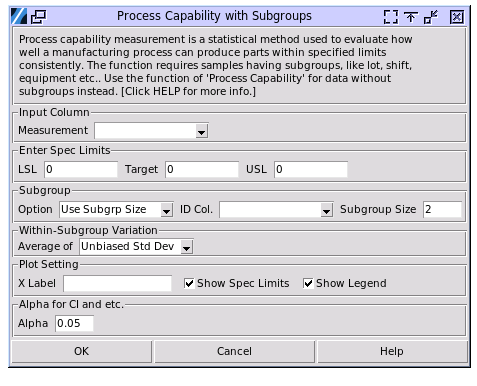 Process Capability with Subgroups
Process capability measurement is a statistical method used to evaluate how
well a manufacturing process can produce parts within specified limits
consistently. The function requires samples having subgroups, like lot, shift,
equipment etc.. Use the function of 'Process Capability' for data without
subgroups instead. [Click HELP for more info.]
Input Column
Measurement
Enter Spec Limits
LSL 0 Target 0 USL 0
Subgroup
Option Use Subgrp Size ID Col. Subgroup Size 2
Within-Subgroup Variation
Average of Unbiased Std Dev
Plot Setting
X Label Show Spec Limits Show Legend
Alpha for CI and etc.
Alpha 0.05
OK Cancel Help